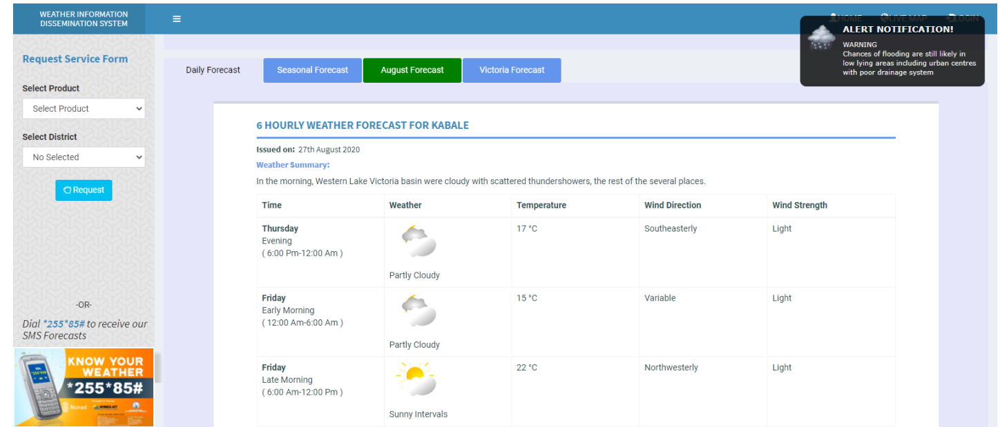 WEATHER INFORMATION
DISSEMINATION SYSTEM
HOME LIVE MAP LOGIN
ALERT NOTIFICATION!
WARNING
Chances of flooding are still likely in
low lying areas including urban centres
with poor drainage system
Request Service Form
Select Product
Select Product
Select District
No Selected
Request
-OR-
Dial *255*85# to receive our
SMS Forecasts
KNOW YOUR
WEATHER
*255*85#
Norad WIMEA-ICT
Daily Forecast Seasonal Forecast August Forecast Victoria Forecast
6 HOURLY WEATHER FORECAST FOR KABALE
Issued on: 27th August 2020
Weather Summary:
In the morning, Western Lake Victoria basin were cloudy with scattered thundershowers, the rest of the several places.
Time Weather Temperature Wind Direction Wind Strength
Thursday 17 °C Southeasterly Light
Evening
( 6:00 Pm-12:00 Am )
Partly Cloudy
Friday 15 °C Variable Light
Early Morning
( 12:00 Am-6:00 Am )
Partly Cloudy
Friday 22 °C Northwesterly Light
Late Morning
( 6:00 Am-12:00 Pm )
Sunny Intervals